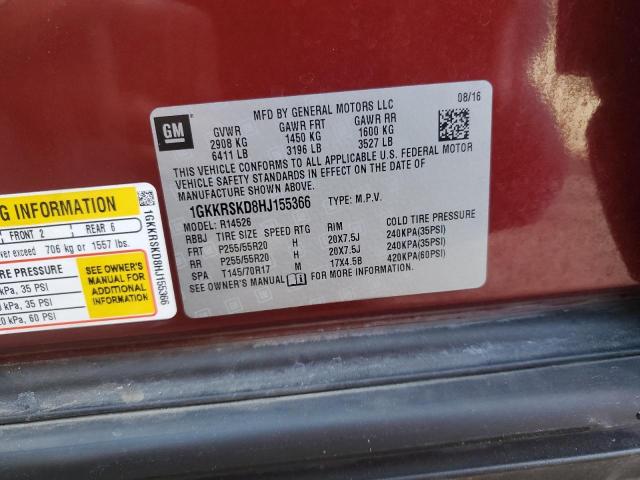 MFD BY GENERAL MOTORS LLC 08/16
GM
GVWR GAWR FRT GAWR RR
2908 KG 1450 KG 1600 KG
6411 LB 3196 LB 3527 LB
THIS VEHICLE CONFORMS TO ALL APPLICABLE U.S. FEDERAL MOTOR
VEHICLE SAFETY STANDARDS IN EFFECT ON THE DATE OF
MANUFACTURE SHOWN ABOVE.
1GKKRSKD8HJ155366 TYPE: M.P.V.
MODEL: R14526
RBBJ TIRE SIZE SPEED RTG RIM COLD TIRE PRESSURE
FRT P255/55R20 H 20X7.5J 240KPA(35PSI)
RR P255/55R20 H 20X7.5J 240KPA(35PSI)
SPA T145/70R17 M 17X4.5B 420KPA(60PSI)
SEE OWNER'S MANUAL FOR MORE INFORMATION.
INFORMATION
FRONT 2 REAR 6
exceed 706 kg or 1557 lbs.
PRESSURE
kPa, 35 PSI
kPa, 35 PSI
kPa, 60 PSI
SEE OWNER'S
MANUAL FOR
ADDITIONAL
INFORMATION
1GKKRSKD8HJ155366